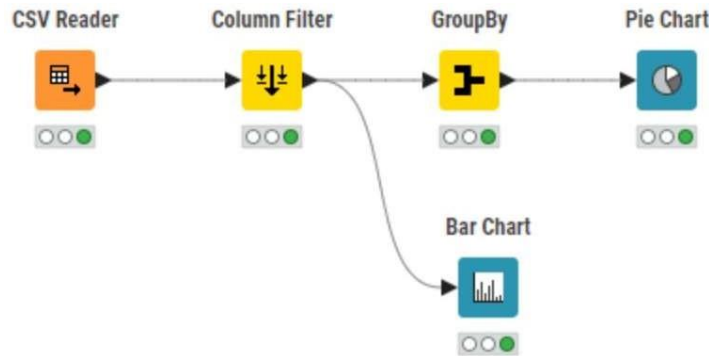 CSV Reader
Column Filter
GroupBy
Pie Chart
Bar Chart